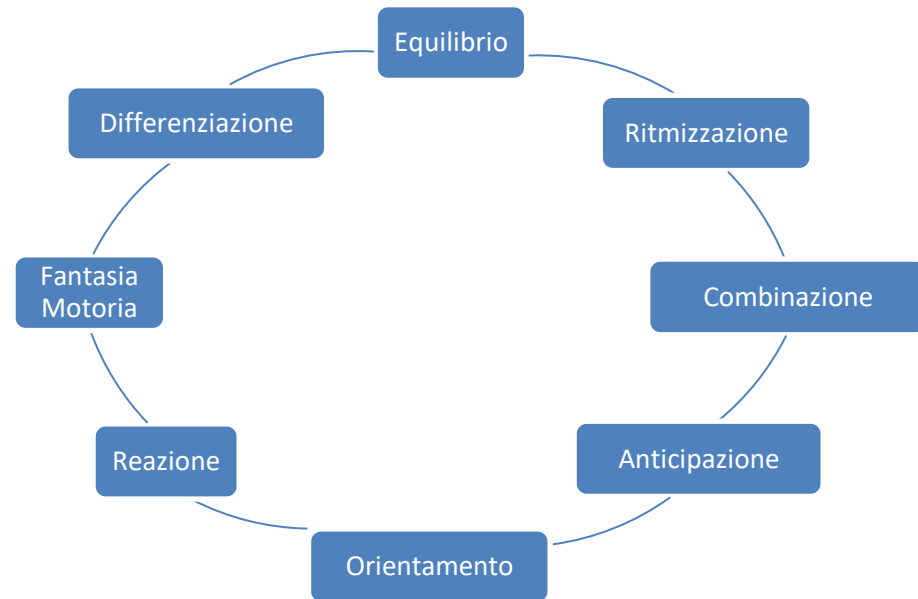 Equilibrio
Ritmizzazione
Combinazione
Anticipazione
Orientamento
Reazione
Fantasia
Motoria
Differenziazione